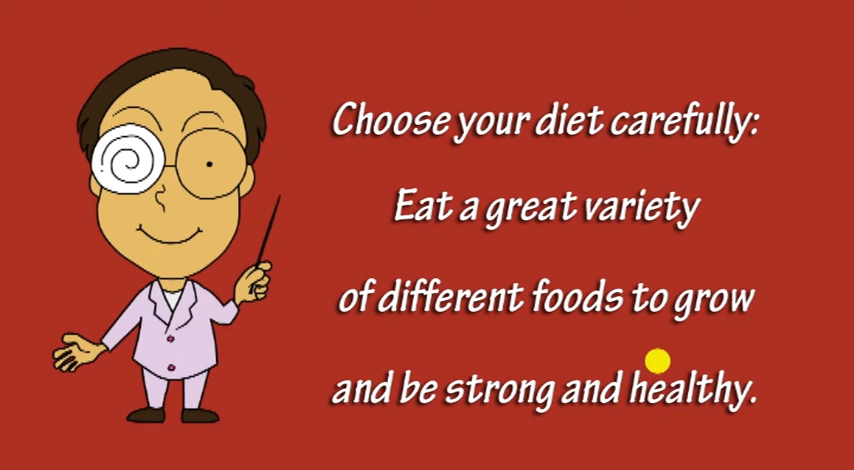 Choose your diet carefully:
Eat a great variety
of different foods to grow
and be strong and healthy.